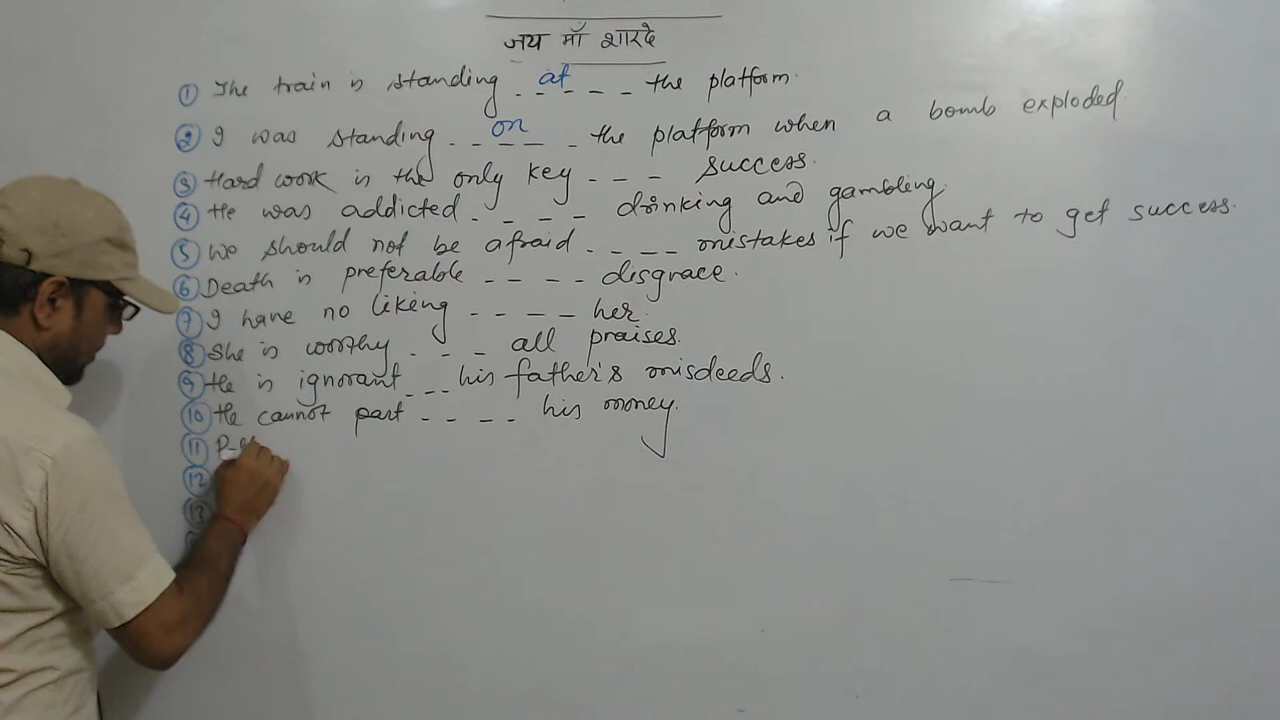 जय माँ शारदे
① The train is standing - at - - - the platform.
② I was standing - - on - - the platform when a bomb exploded.
③ Hard work is the only key - - - success.
④ He was addicted - - - - drinking and gambling.
⑤ We should not be afraid - - - - mistakes if we want to get success.
⑥ Death is preferable - - - - disgrace.
⑦ I have no liking - - - - her.
⑧ She is worthy - - - all praises.
⑨ He is ignorant - - - his father's misdeeds.
⑩ He cannot part - - - - his money.
⑪
⑫
⑬